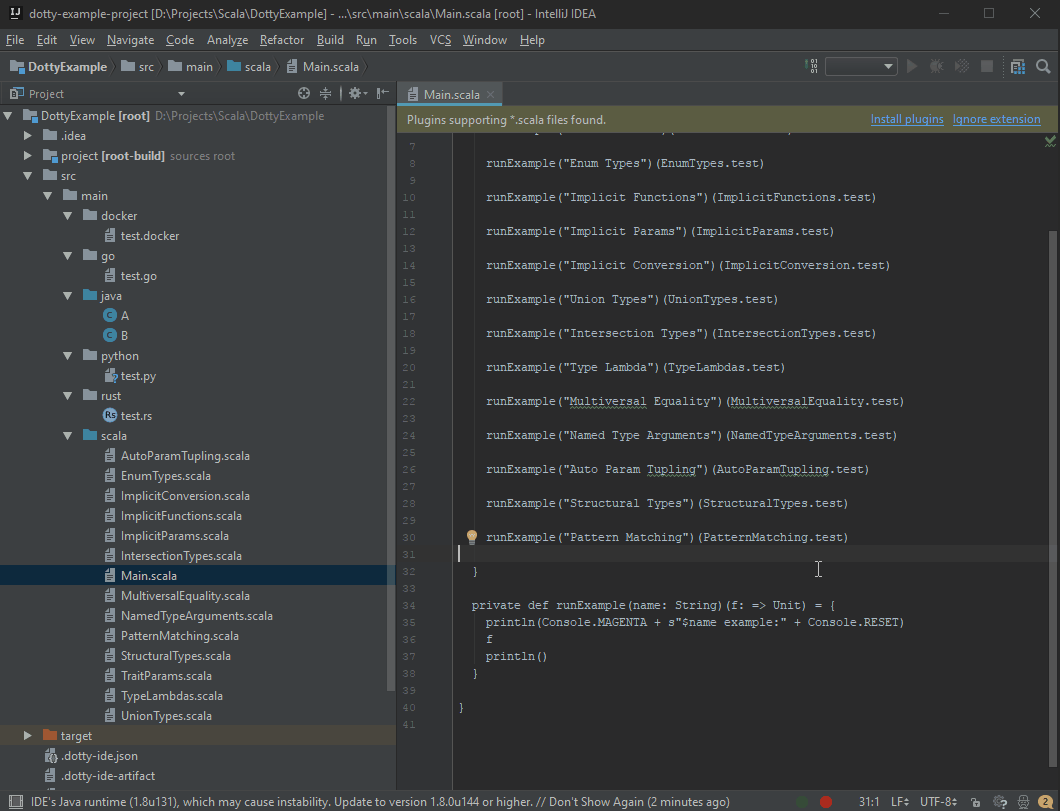 dotty-example-project [D:\Projects\Scala\DottyExample] - ...\src\main\scala\Main.scala [root] - IntelliJ IDEA
File Edit View Navigate Code Analyze Refactor Build Run Tools VCS Window Help
DottyExample src main scala Main.scala
Project
Main.scala
DottyExample [root] D:\Projects\Scala\DottyExample
.idea
project [root-build] sources root
src
main
docker
test.docker
go
test.go
java
A
B
python
test.py
rust
test.rs
scala
AutoParamTupling.scala
EnumTypes.scala
ImplicitConversion.scala
ImplicitFunctions.scala
ImplicitParams.scala
IntersectionTypes.scala
Main.scala
MultiversalEquality.scala
NamedTypeArguments.scala
PatternMatching.scala
StructuralTypes.scala
TraitParams.scala
TypeLambdas.scala
UnionTypes.scala
target
.dotty-ide.json
.dotty-ide-artifact
Plugins supporting *.scala files found. Install plugins Ignore extension
7
8 runExample("Enum Types")(EnumTypes.test)
9
10 runExample("Implicit Functions")(ImplicitFunctions.test)
11
12 runExample("Implicit Params")(ImplicitParams.test)
13
14 runExample("Implicit Conversion")(ImplicitConversion.test)
15
16 runExample("Union Types")(UnionTypes.test)
17
18 runExample("Intersection Types")(IntersectionTypes.test)
19
20 runExample("Type Lambda")(TypeLambdas.test)
21
22 runExample("Multiversal Equality")(MultiversalEquality.test)
23
24 runExample("Named Type Arguments")(NamedTypeArguments.test)
25
26 runExample("Auto Param Tupling")(AutoParamTupling.test)
27
28 runExample("Structural Types")(StructuralTypes.test)
29
30 runExample("Pattern Matching")(PatternMatching.test)
31
32 }
33
34 private def runExample(name: String)(f: => Unit) = {
35 println(Console.MAGENTA + s"$name example:" + Console.RESET)
36 f
37 println()
38 }
39
40 }
41
IDE's Java runtime (1.8u131), which may cause instability. Update to version 1.8.0u144 or higher. // Don't Show Again (2 minutes ago) 31:1 LF UTF-8 2